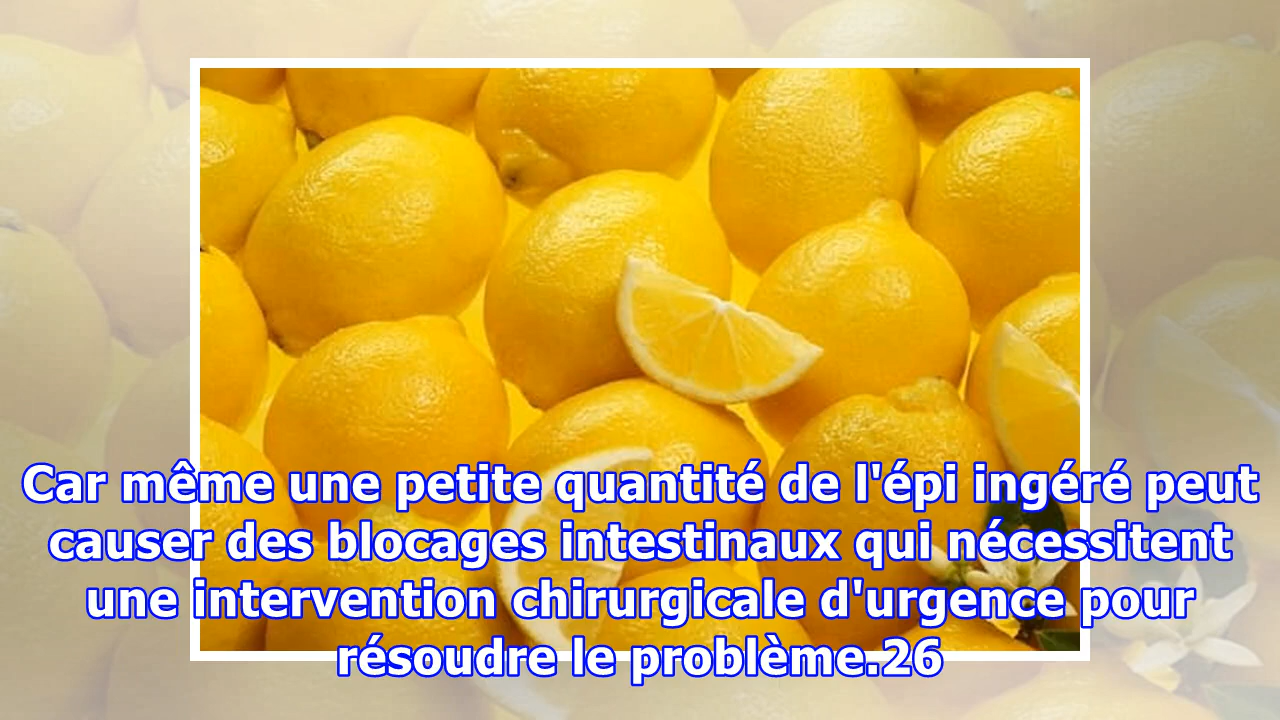 Car même une petite quantité de l'épi ingéré peut
causer des blocages intestinaux qui nécessitent
une intervention chirurgicale d'urgence pour
résoudre le problème.26